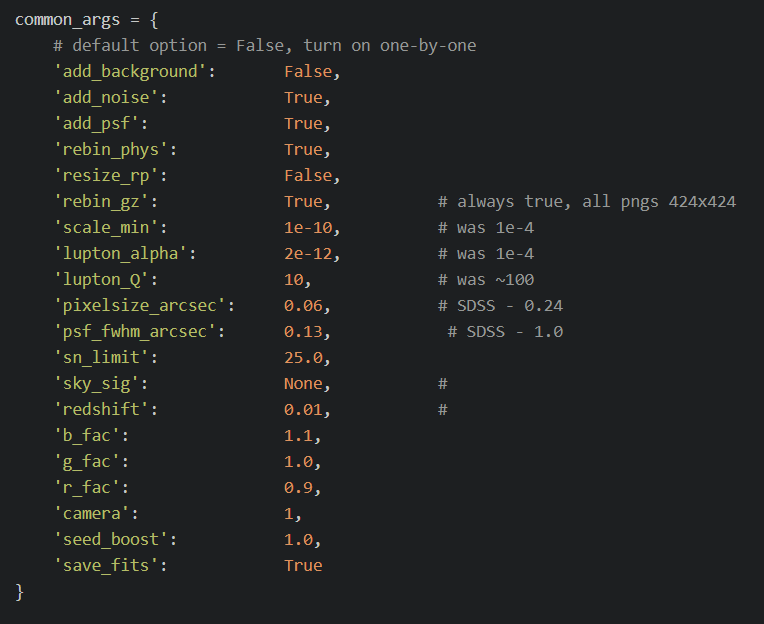 common_args = {
    # default option = False, turn on one-by-one
    'add_background':       False,
    'add_noise':            True,
    'add_psf':              True,
    'rebin_phys':           True,
    'resize_rp':            False,
    'rebin_gz':             True,           # always true, all pngs 424x424
    'scale_min':            1e-10,          # was 1e-4
    'lupton_alpha':         2e-12,          # was 1e-4
    'lupton_Q':             10,             # was ~100
    'pixelsize_arcsec':     0.06,           # SDSS - 0.24
    'psf_fwhm_arcsec':      0.13,            # SDSS - 1.0
    'sn_limit':             25.0,
    'sky_sig':              None,           #
    'redshift':             0.01,           #
    'b_fac':                1.1,
    'g_fac':                1.0,
    'r_fac':                0.9,
    'camera':               1,
    'seed_boost':           1.0,
    'save_fits':            True
}